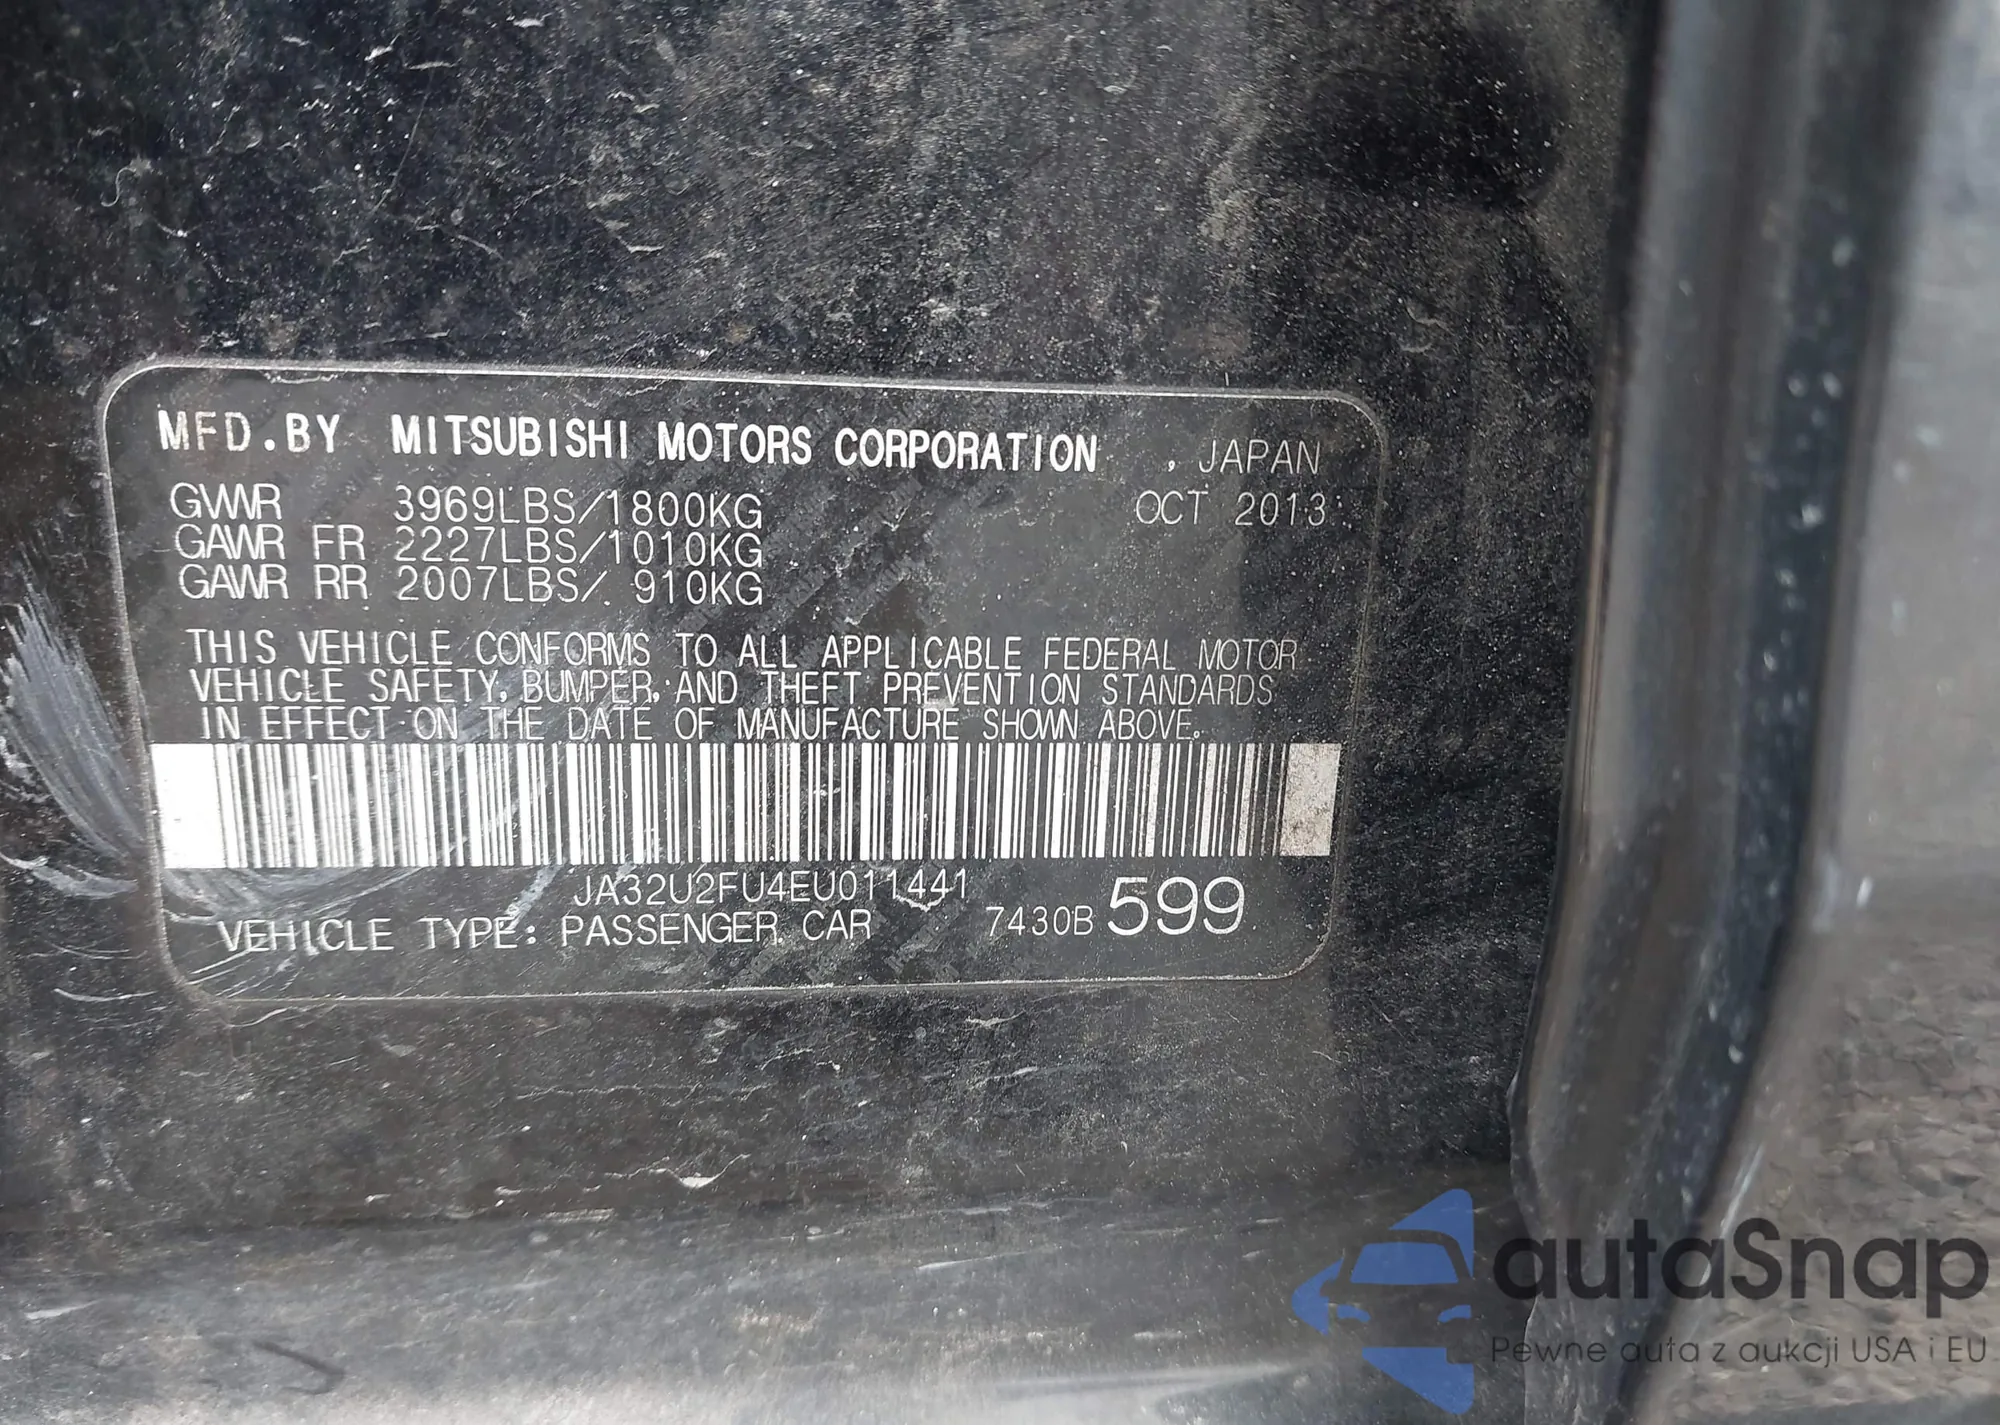 MFD.BY MITSUBISHI MOTORS CORPORATION , JAPAN
GVWR 3969LBS/1800KG OCT 2013
GAWR FR 2227LBS/1010KG
GAWR RR 2007LBS/ 910KG
THIS VEHICLE CONFORMS TO ALL APPLICABLE FEDERAL MOTOR
VEHICLE SAFETY, BUMPER, AND THEFT PREVENTION STANDARDS
IN EFFECT ON THE DATE OF MANUFACTURE SHOWN ABOVE.
JA32U2FU4EU011441
VEHICLE TYPE: PASSENGER CAR 7430B 599
autaSnap
Pewne auta z aukcji USA i EU